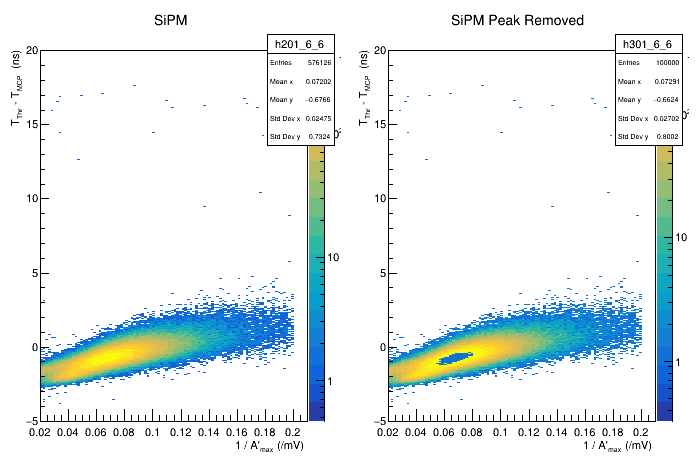 SiPM
h201_6_6
Entries 576126
Mean x 0.07202
Mean y −0.6766
Std Dev x 0.02475
Std Dev y 0.7324
T_Thr - T_MCP (ns)
20
15
10
5
0
−5
0.02 0.04 0.06 0.08 0.1 0.12 0.14 0.16 0.18 0.2
1 / A'_max (/mV)
10
1
SiPM Peak Removed
h301_6_6
Entries 100000
Mean x 0.07291
Mean y −0.6624
Std Dev x 0.02702
Std Dev y 0.8002
T_Thr - T_MCP (ns)
20
15
10
5
0
−5
0.02 0.04 0.06 0.08 0.1 0.12 0.14 0.16 0.18 0.2
1 / A'_max (/mV)
10
1